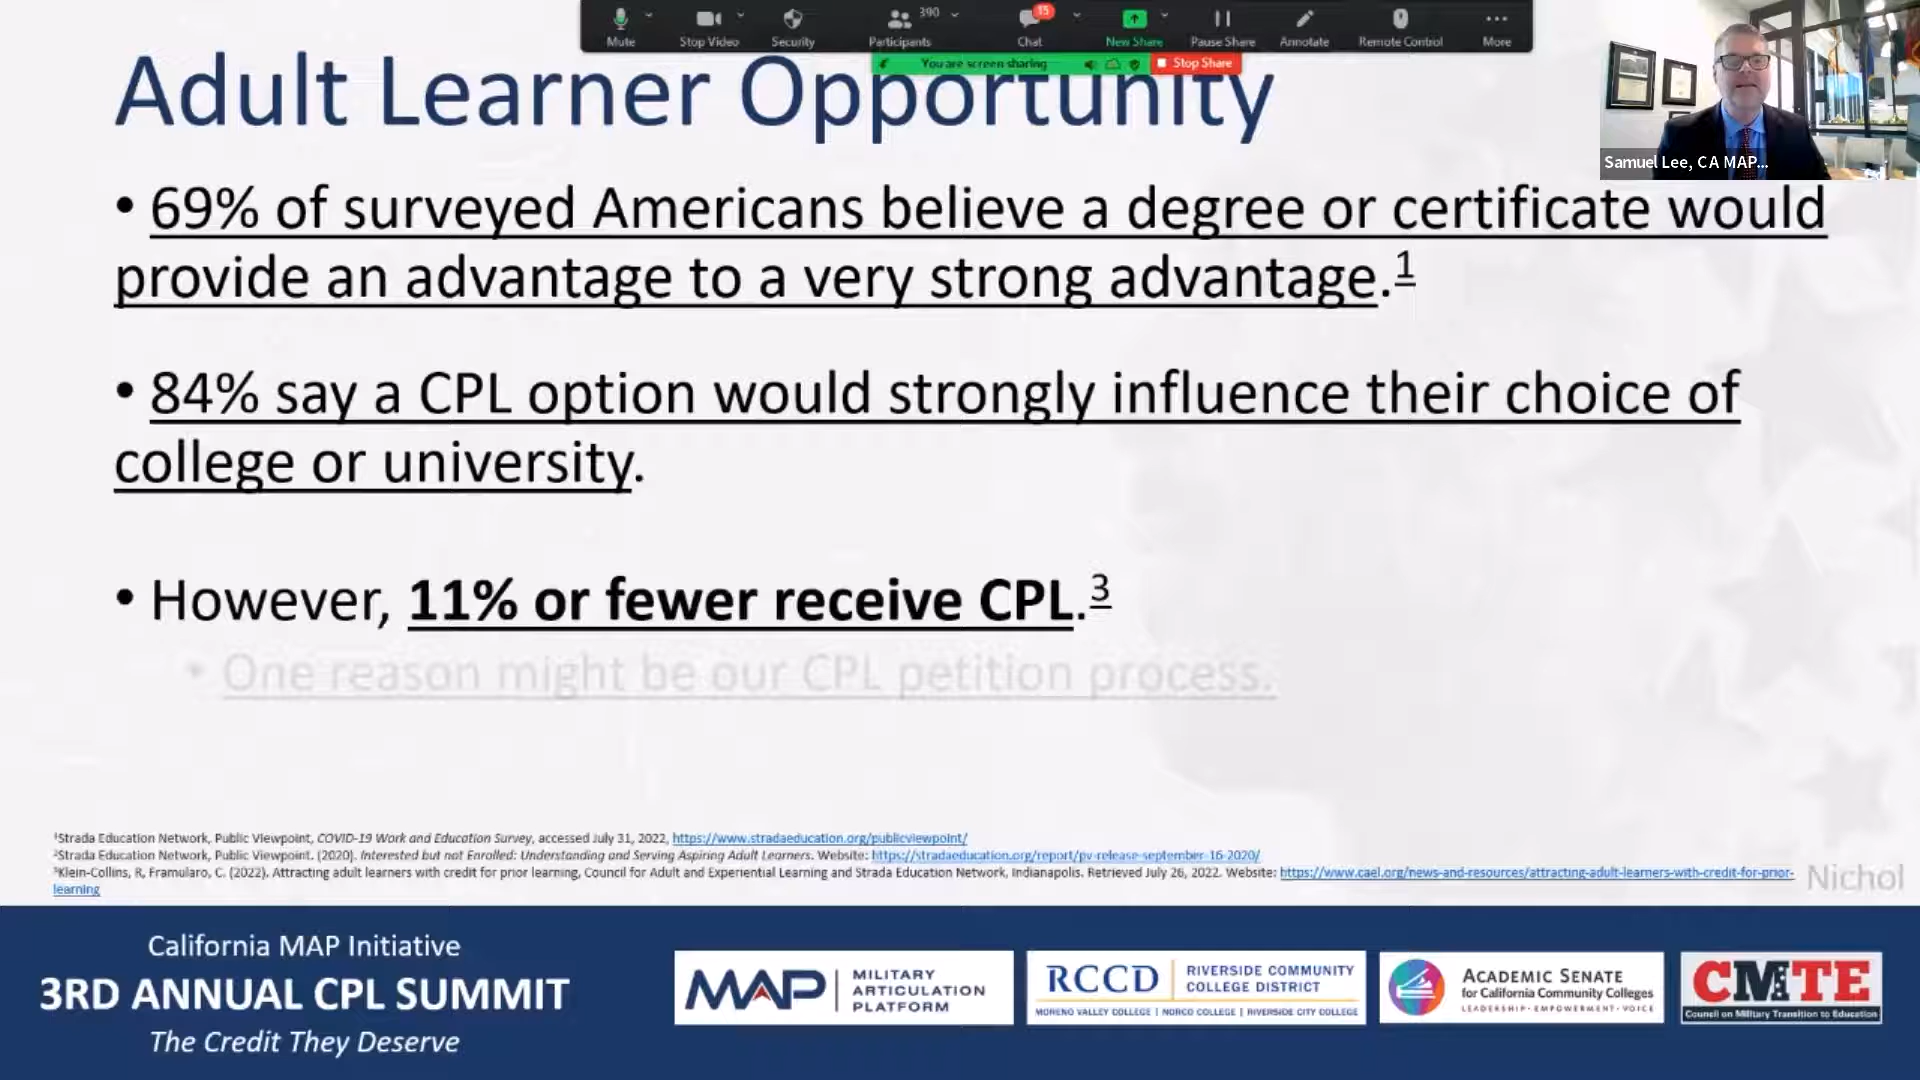 Mute
Stop Video
Security
390
Participants
15
Chat
New Share
Pause Share
Annotate
Remote Control
More
You are screen sharing
Stop Share
Samuel Lee, CA MAP...
Adult Learner Opportunity
• 69% of surveyed Americans believe a degree or certificate would
provide an advantage to a very strong advantage.1
• 84% say a CPL option would strongly influence their choice of
college or university.
• However, 11% or fewer receive CPL.3
• One reason might be our CPL petition process.
1Strada Education Network, Public Viewpoint, COVID-19 Work and Education Survey, accessed July 31, 2022, https://www.stradaeducation.org/publicviewpoint/
2Strada Education Network, Public Viewpoint. (2020). Interested but not Enrolled: Understanding and Serving Aspiring Adult Learners. Website: https://stradaeducation.org/report/pv-release-september-16-2020/
3Klein-Collins, R, Framularo, C. (2022). Attracting adult learners with credit for prior learning, Council for Adult and Experiential Learning and Strada Education Network, Indianapolis. Retrieved July 26, 2022. Website: https://www.cael.org/news-and-resources/attracting-adult-learners-with-credit-for-prior-
learning
Nichol
California MAP Initiative
3RD ANNUAL CPL SUMMIT
The Credit They Deserve
MAP
MILITARY
ARTICULATION
PLATFORM
RCCD
RIVERSIDE COMMUNITY
COLLEGE DISTRICT
MORENO VALLEY COLLEGE | NORCO COLLEGE | RIVERSIDE CITY COLLEGE
ACADEMIC SENATE
for California Community Colleges
LEADERSHIP · EMPOWERMENT · VOICE
CMTE
Council on Military Transition to Education